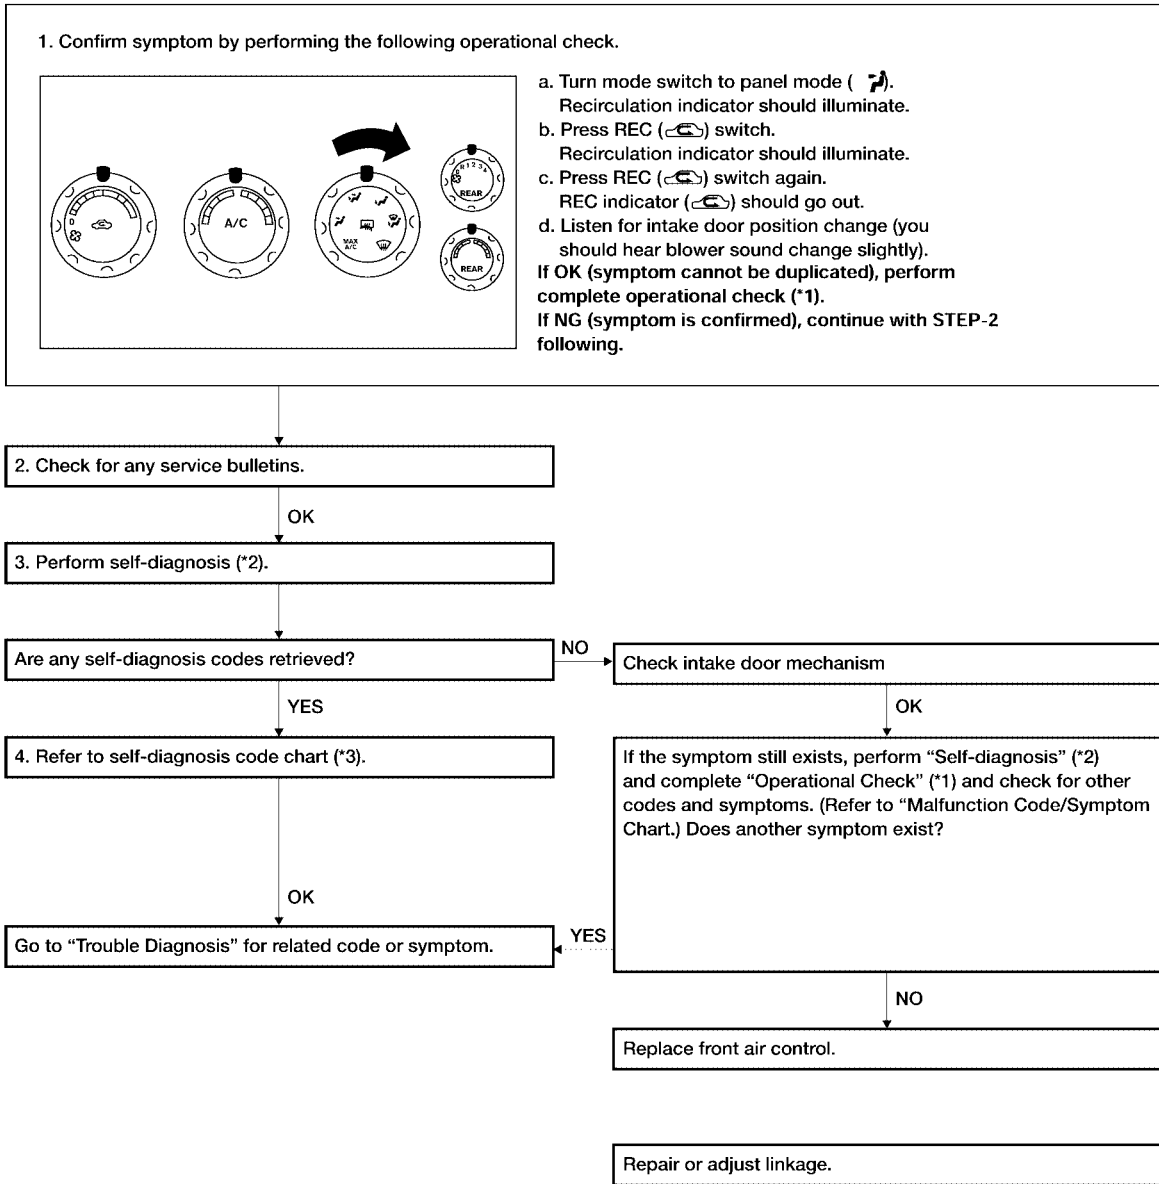 1. Confirm symptom by performing the following operational check.
A/C
MAX
A/C
0 1 2 3 4
REAR
REAR
a. Turn mode switch to panel mode ( ).
Recirculation indicator should illuminate.
b. Press REC ( ) switch.
Recirculation indicator should illuminate.
c. Press REC ( ) switch again.
REC indicator ( ) should go out.
d. Listen for intake door position change (you
should hear blower sound change slightly).
If OK (symptom cannot be duplicated), perform
complete operational check (*1).
If NG (symptom is confirmed), continue with STEP-2
following.
2. Check for any service bulletins.
OK
3. Perform self-diagnosis (*2).
Are any self-diagnosis codes retrieved?
NO
Check intake door mechanism
YES
OK
4. Refer to self-diagnosis code chart (*3).
If the symptom still exists, perform “Self-diagnosis” (*2)
and complete “Operational Check” (*1) and check for other
codes and symptoms. (Refer to “Malfunction Code/Symptom
Chart.) Does another symptom exist?
OK
Go to “Trouble Diagnosis” for related code or symptom.
YES
NO
Replace front air control.
Repair or adjust linkage.